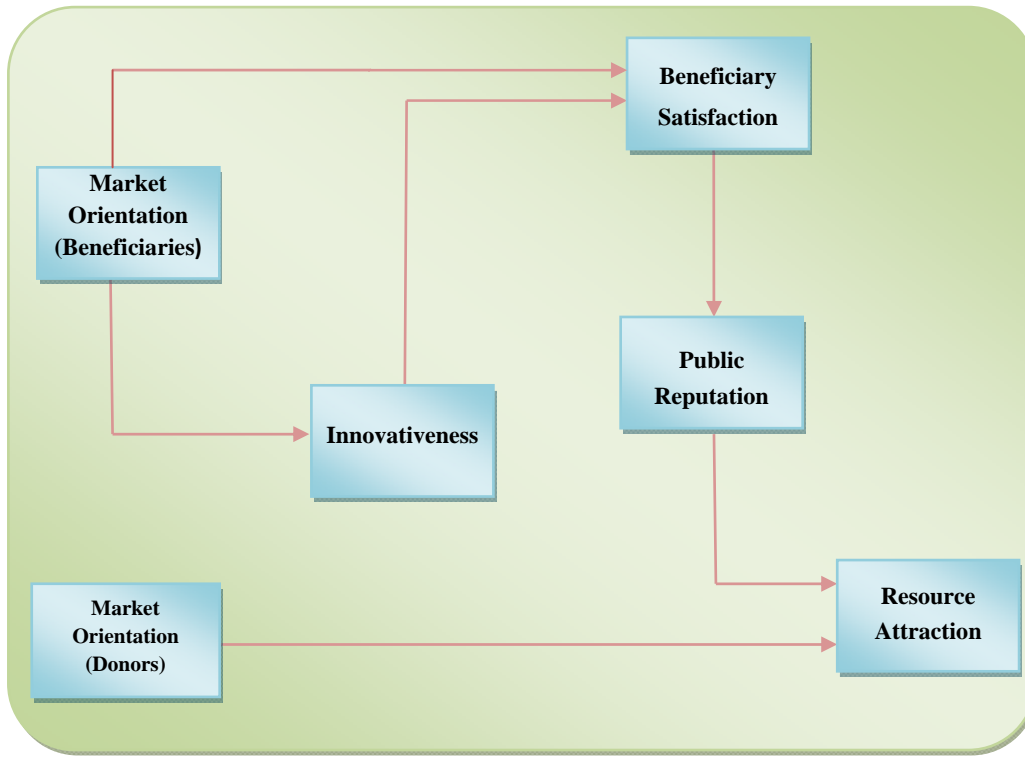 Beneficiary
Satisfaction
Market
Orientation
(Beneficiaries)
Public
Reputation
Innovativeness
Market
Orientation
(Donors)
Resource
Attraction